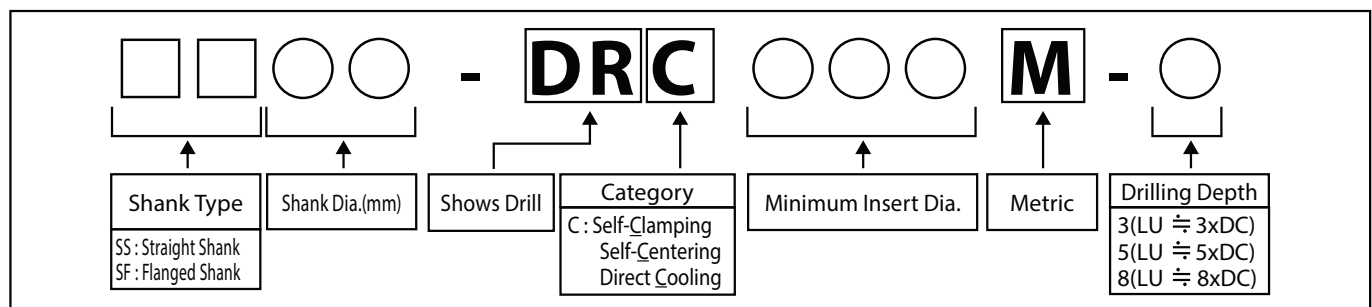 - DRC M -
Shank Type
SS : Straight Shank
SF : Flanged Shank
Shank Dia.(mm)
Shows Drill
Category
C : Self-Clamping
Self-Centering
Direct Cooling
Minimum Insert Dia.
Metric
Drilling Depth
3(LU ≒ 3xDC)
5(LU ≒ 5xDC)
8(LU ≒ 8xDC)